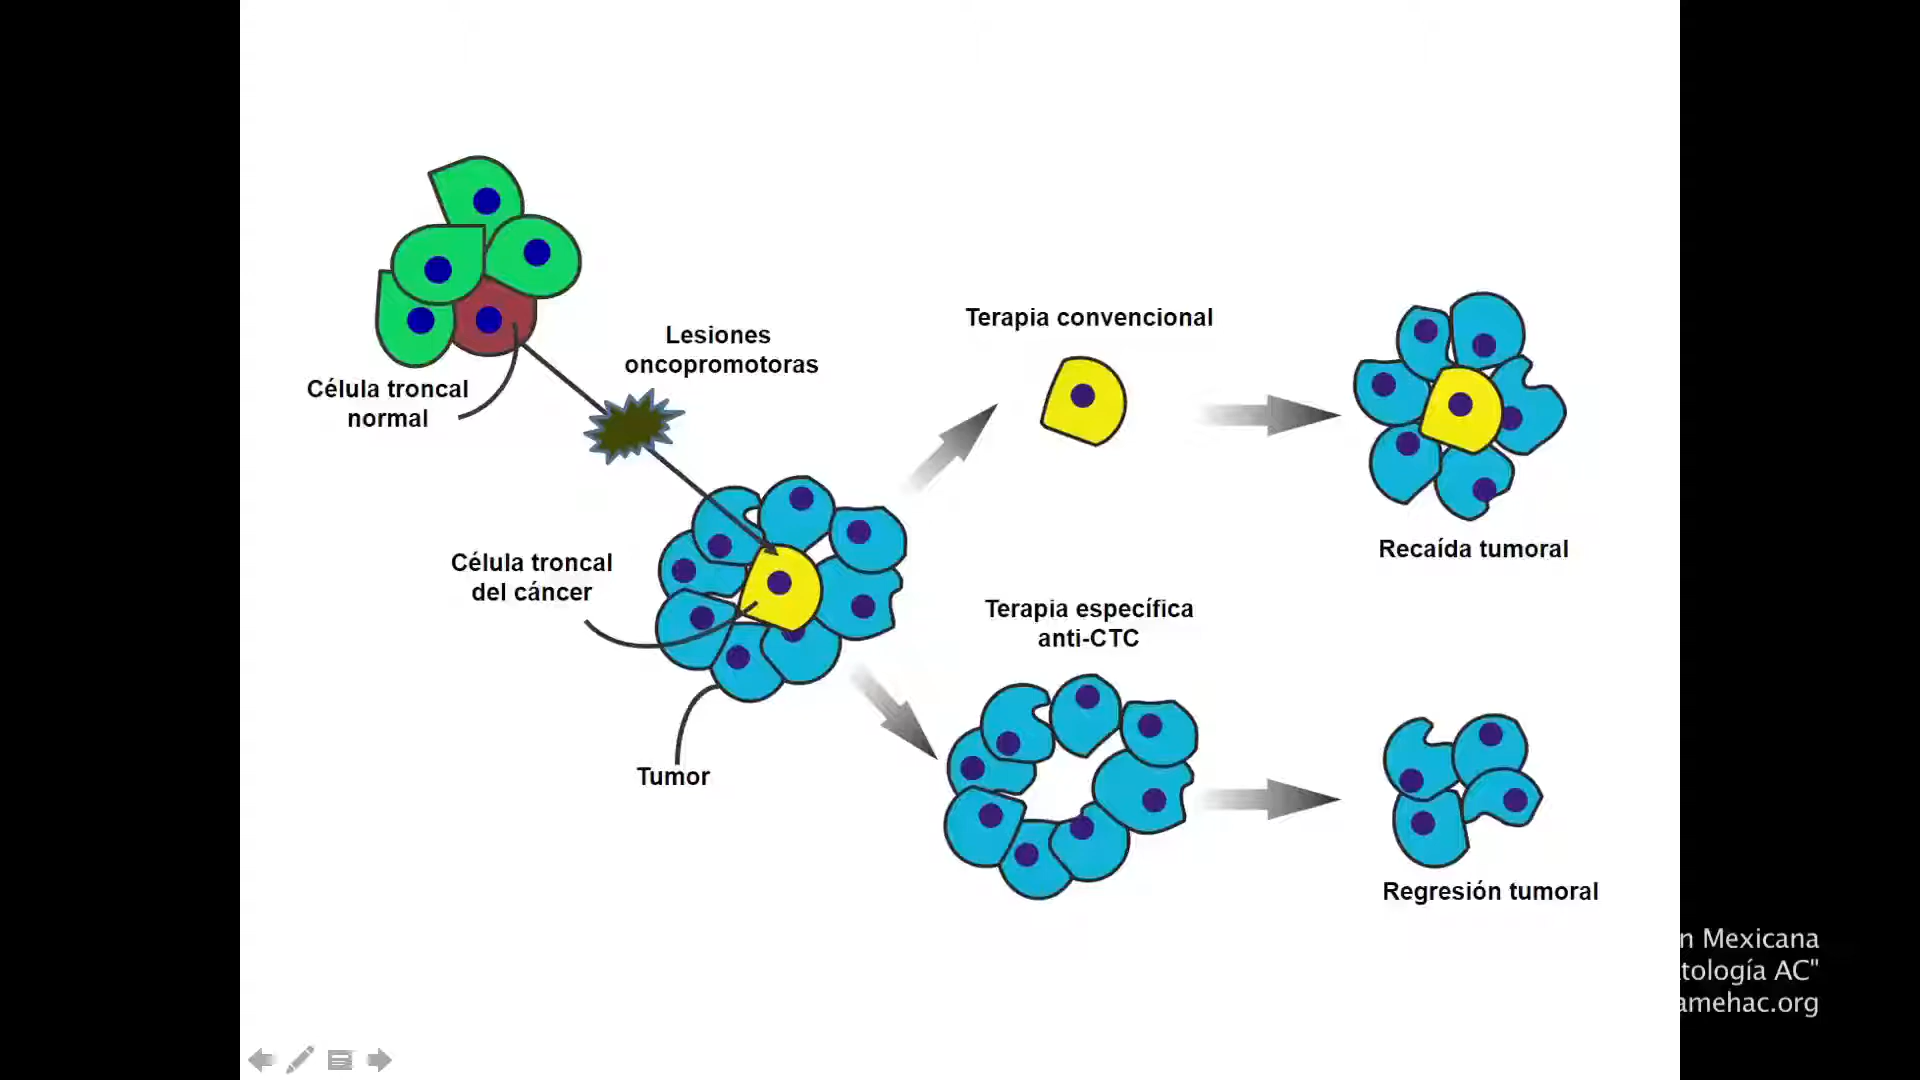 Lesiones
oncopromotoras
Célula troncal
normal
Terapia convencional
Célula troncal
del cáncer
Recaída tumoral
Terapia específica
anti-CTC
Tumor
Regresión tumoral
n Mexicana
tología AC"
amehac.org